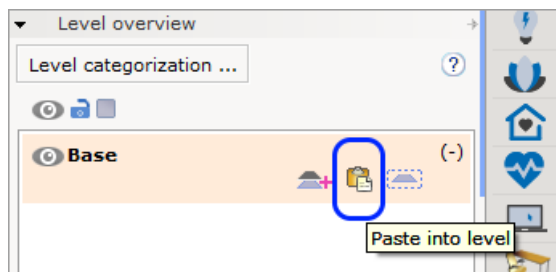 Level overview
Level categorization ...
?
Base
(-)
Paste into level